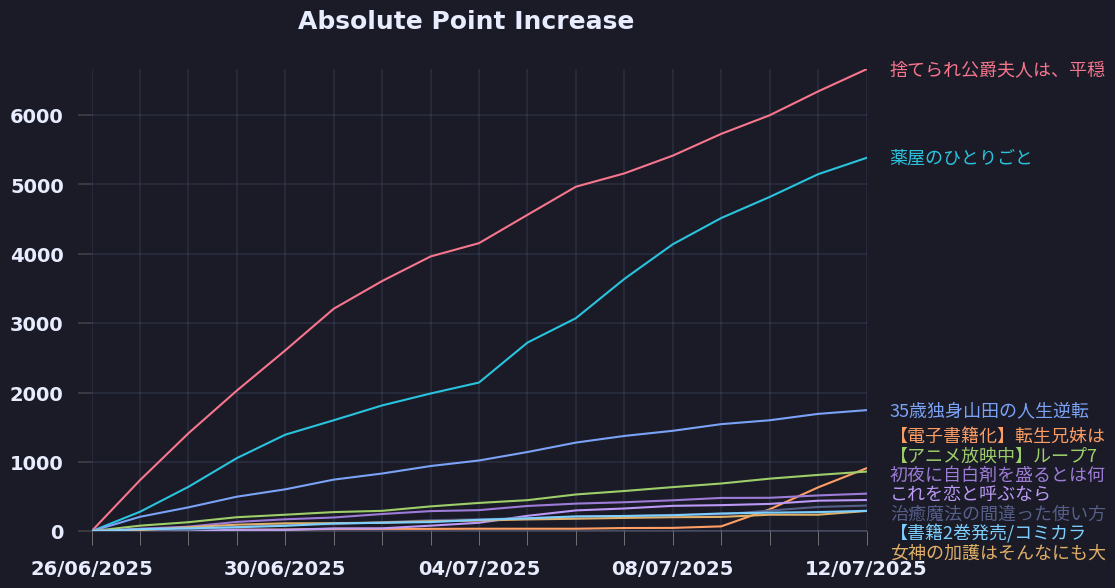 Absolute Point Increase
捨てられ公爵夫人は、平穏
薬屋のひとりごと
35歳独身山田の人生逆転
【電子書籍化】転生兄妹は
【アニメ放映中】ループ7
初夜に自白剤を盛るとは何
これを恋と呼ぶなら
治癒魔法の間違った使い方
【書籍2巻発売/コミカラ
女神の加護はそんなにも大
6000
5000
4000
3000
2000
1000
0
26/06/2025
30/06/2025
04/07/2025
08/07/2025
12/07/2025